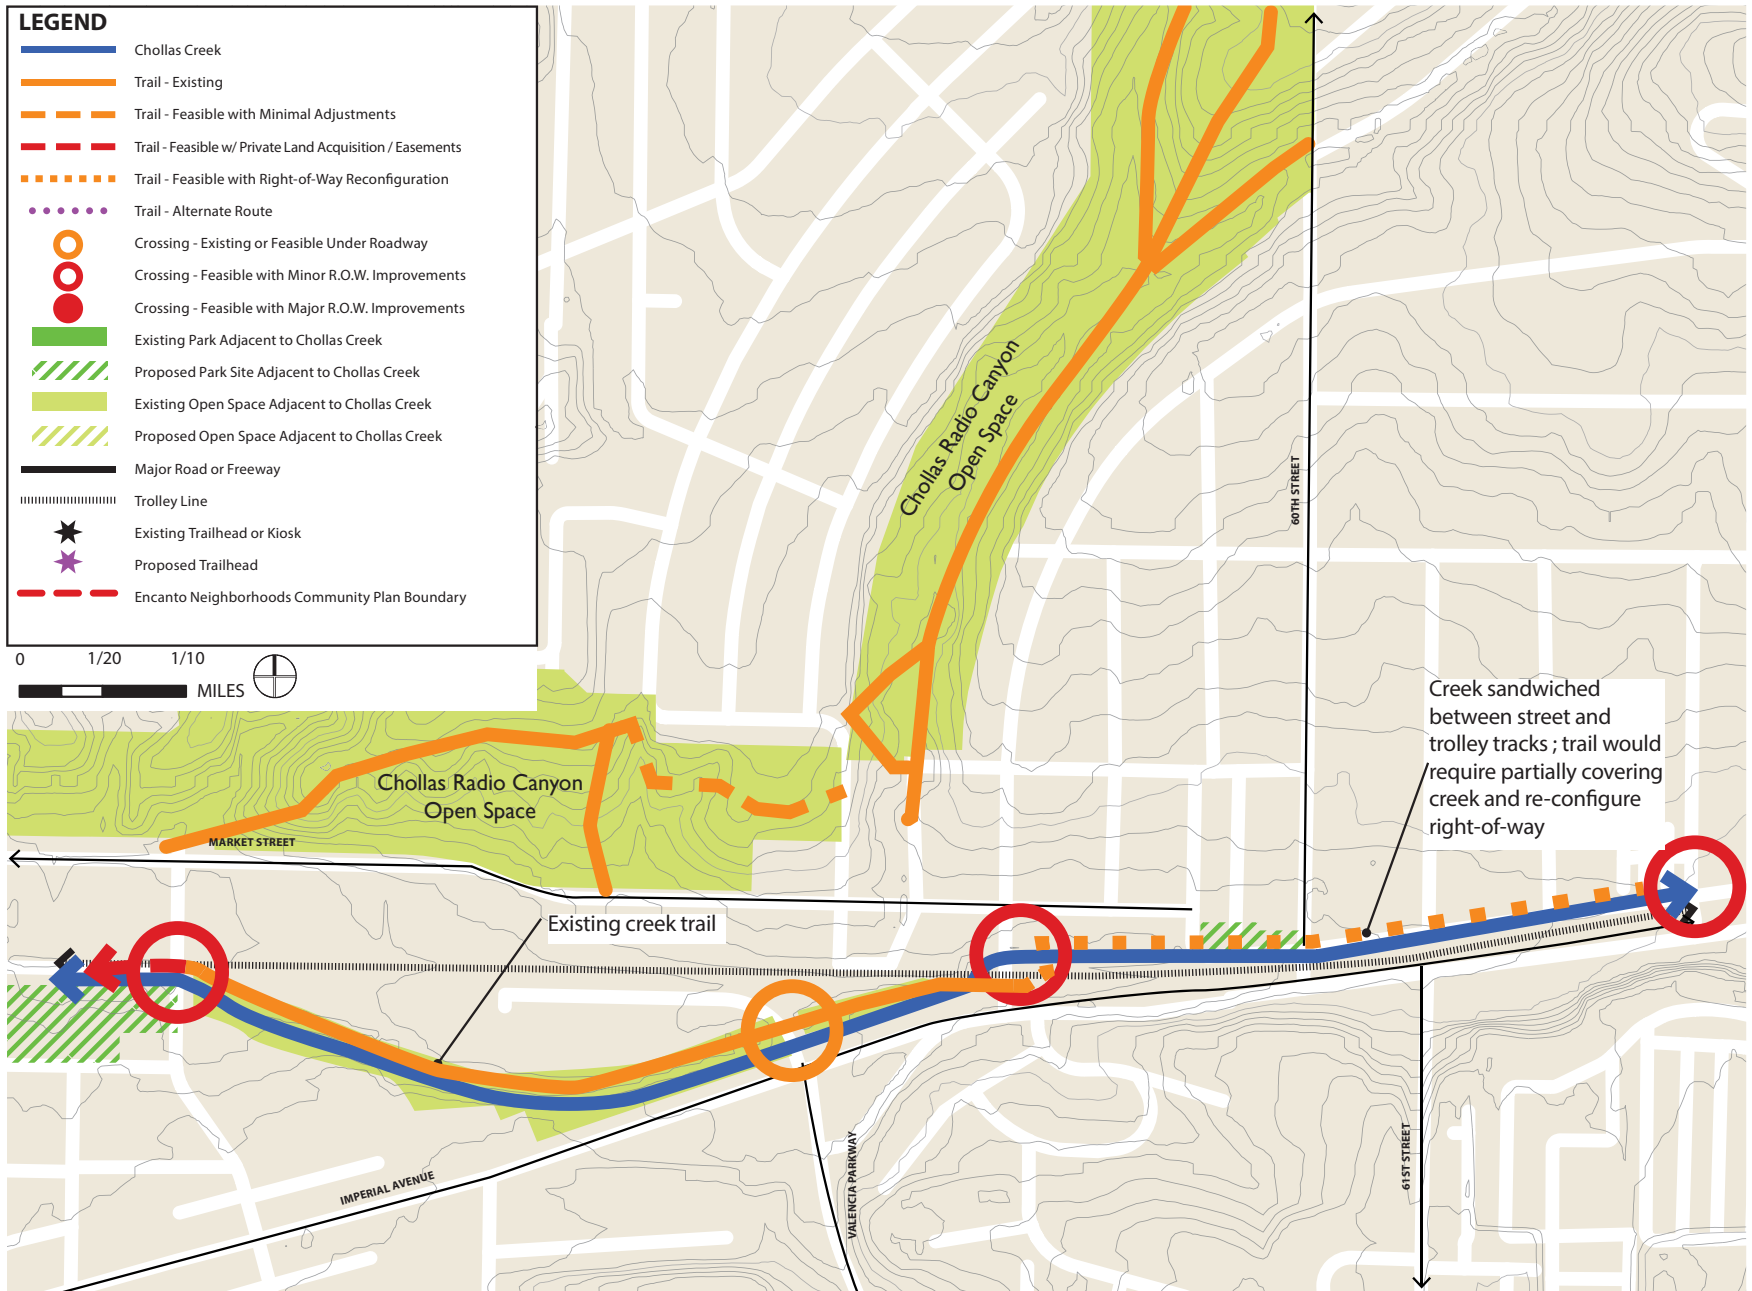 LEGEND
Chollas Creek
Trail - Existing
Trail - Feasible with Minimal Adjustments
Trail - Feasible w/ Private Land Acquisition / Easements
Trail - Feasible with Right-of-Way Reconfiguration
Trail - Alternate Route
Crossing - Existing or Feasible Under Roadway
Crossing - Feasible with Minor R.O.W. Improvements
Crossing - Feasible with Major R.O.W. Improvements
Existing Park Adjacent to Chollas Creek
Proposed Park Site Adjacent to Chollas Creek
Existing Open Space Adjacent to Chollas Creek
Proposed Open Space Adjacent to Chollas Creek
Major Road or Freeway
Trolley Line
Existing Trailhead or Kiosk
Proposed Trailhead
Encanto Neighborhoods Community Plan Boundary
0 1/20 1/10
MILES
Chollas Radio Canyon
Open Space
60TH STREET
Creek sandwiched
between street and
trolley tracks ; trail would
require partially covering
creek and re-configure
right-of-way
Chollas Radio Canyon
Open Space
MARKET STREET
Existing creek trail
IMPERIAL AVENUE
VALENCIA PARKWAY
61ST STREET